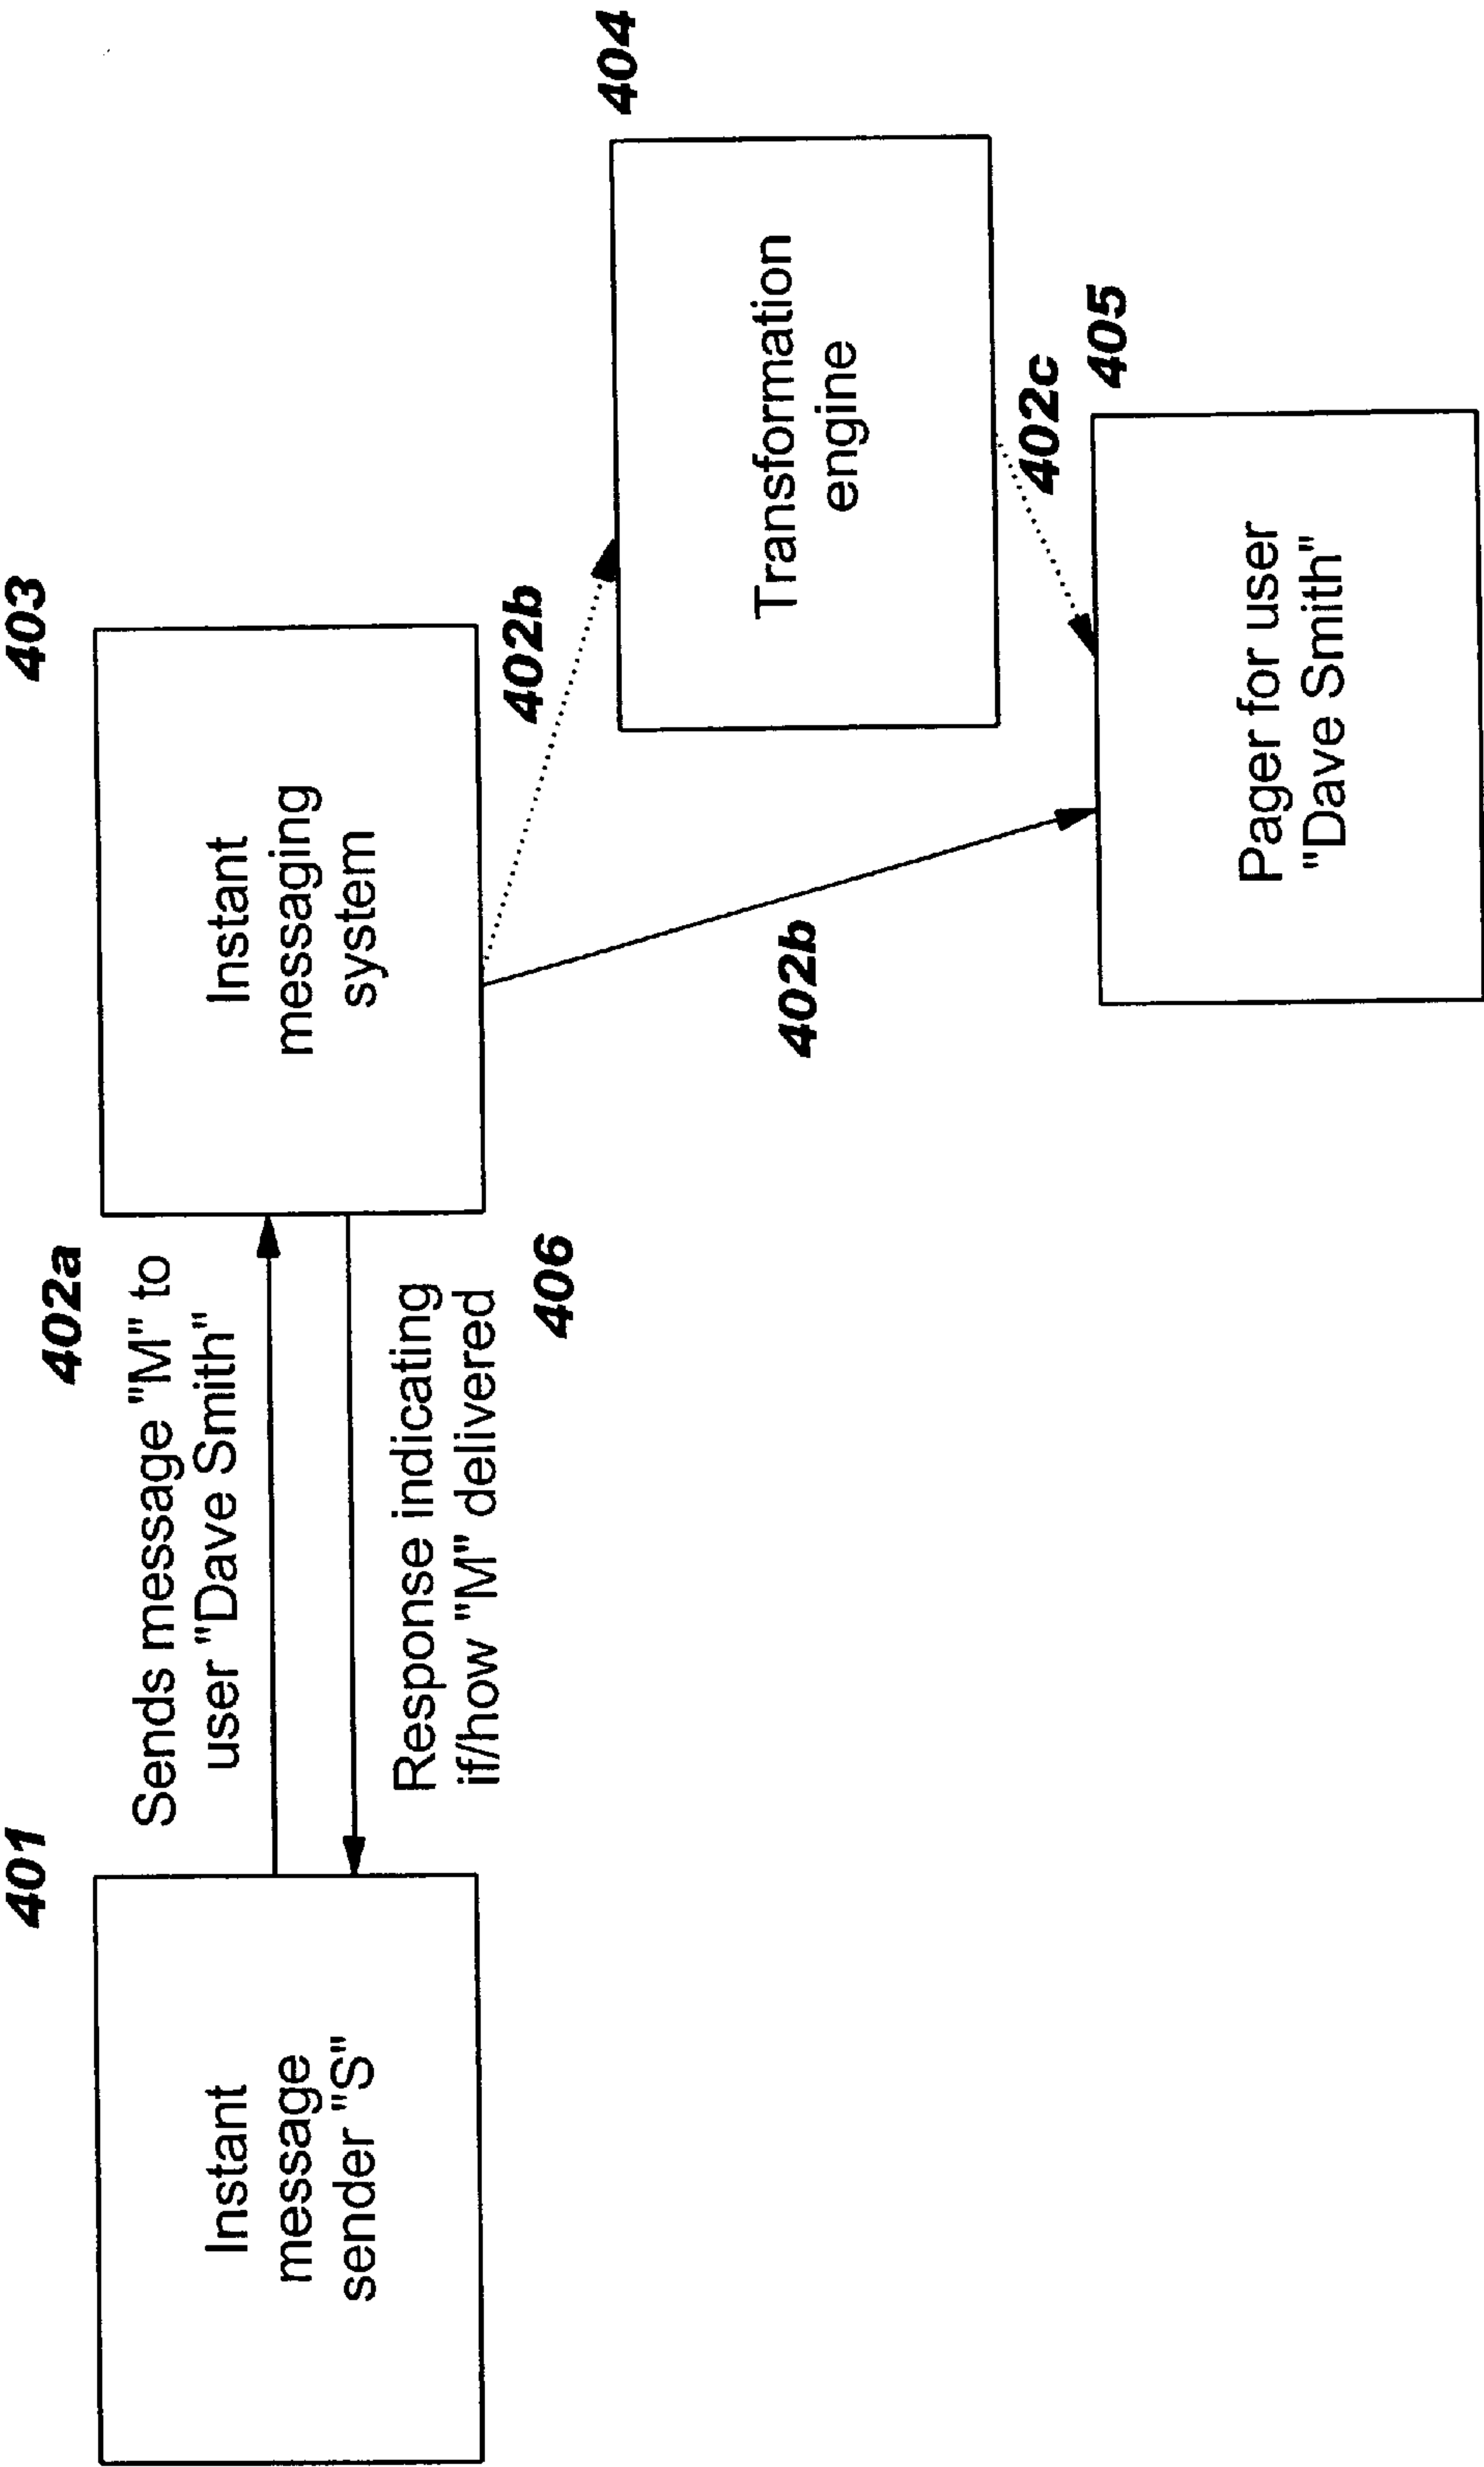 401
Instant
message
sender "S"
402a
Sends message "M" to
user "Dave Smith"
Response indicating
if/how "M" delivered
406
403
Instant
messaging
system
402b
402b
404
Transformation
engine
402c
405
Pager for user
"Dave Smith"